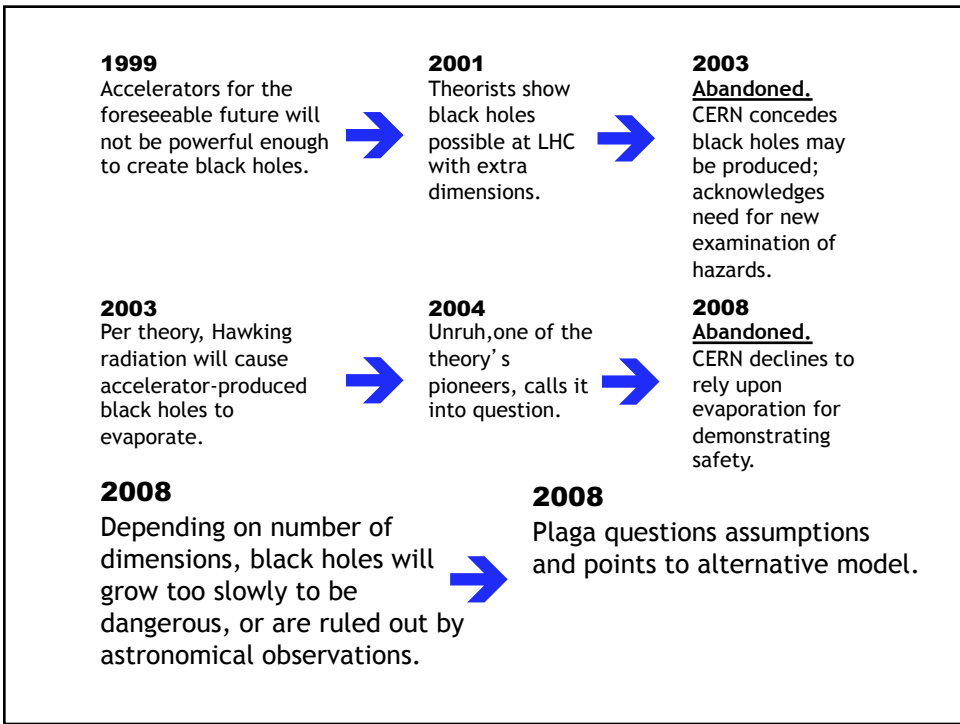 1999
Accelerators for the
foreseeable future will
not be powerful enough
to create black holes.
2001
Theorists show
black holes
possible at LHC
with extra
dimensions.
2003
Abandoned.
CERN concedes
black holes may
be produced;
acknowledges
need for new
examination of
hazards.
2003
Per theory, Hawking
radiation will cause
accelerator-produced
black holes to
evaporate.
2004
Unruh,one of the
theory’s
pioneers, calls it
into question.
2008
Abandoned.
CERN declines to
rely upon
evaporation for
demonstrating
safety.
2008
Depending on number of
dimensions, black holes will
grow too slowly to be
dangerous, or are ruled out by
astronomical observations.
2008
Plaga questions assumptions
and points to alternative model.